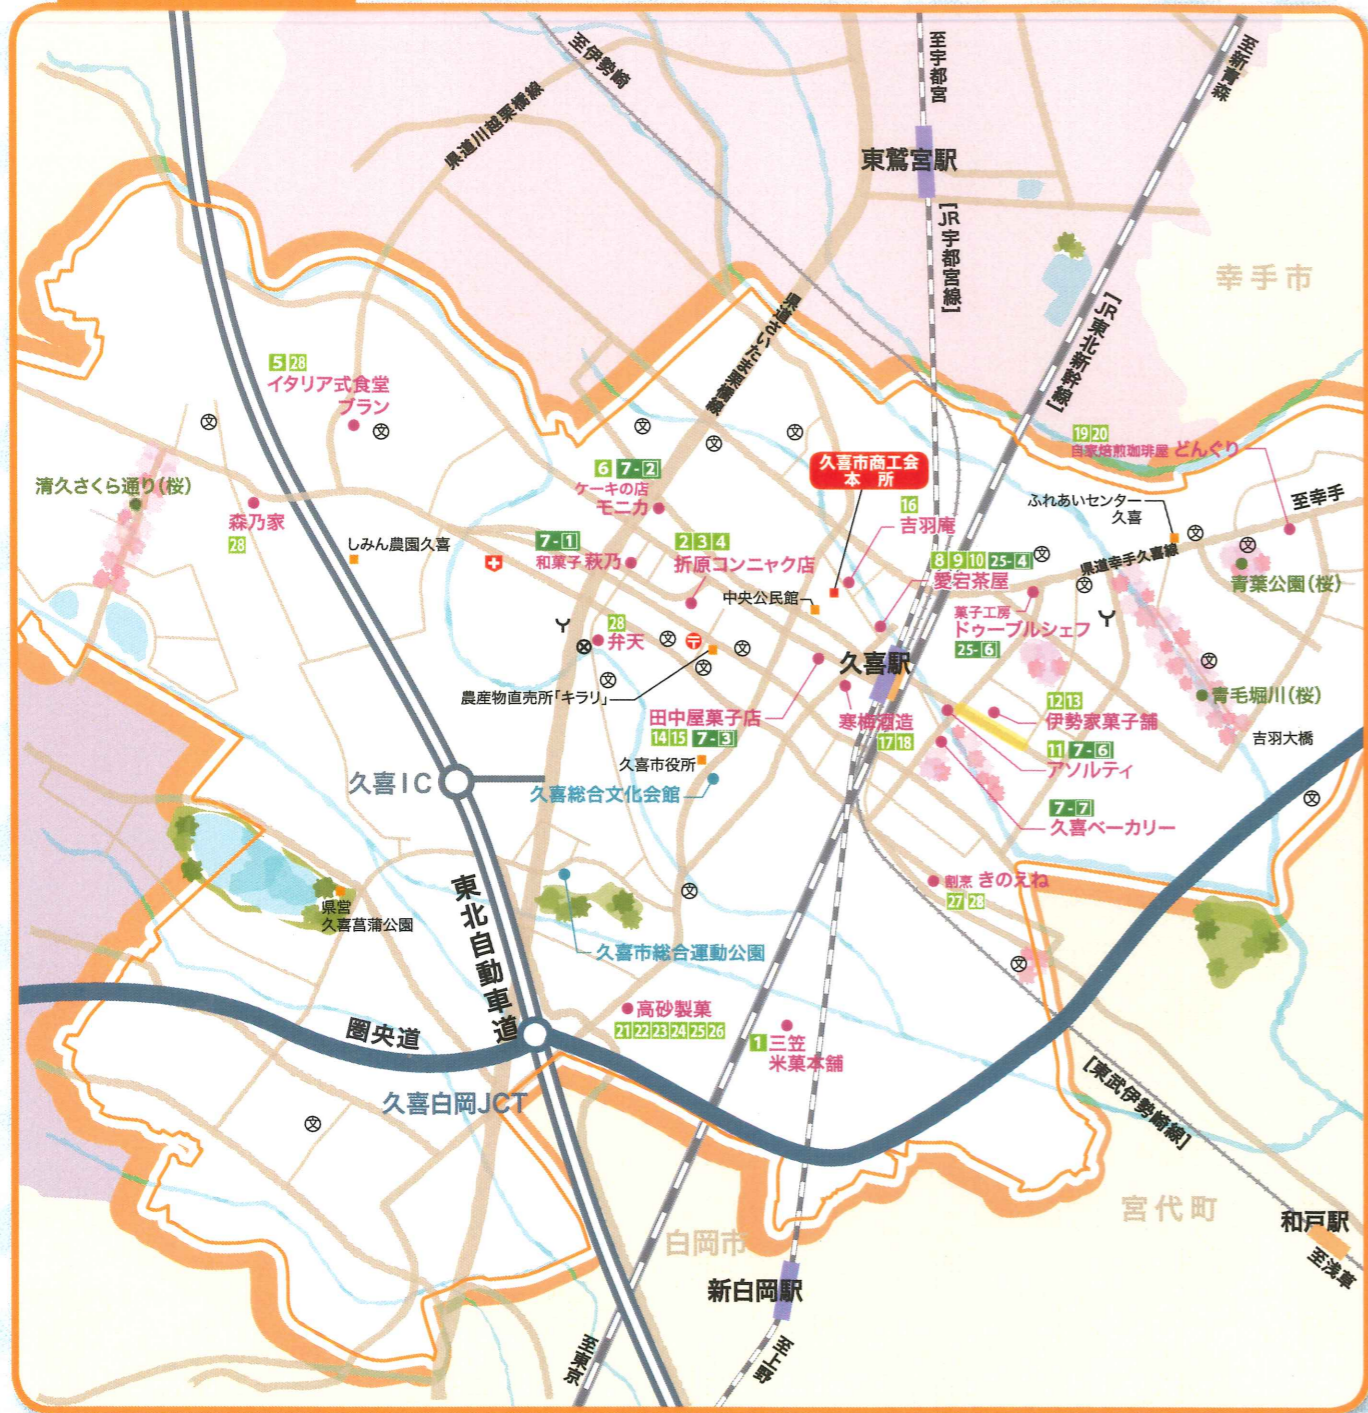 至伊勢崎
至宇都宮
至新青森
県道川越栗橋線
東鷲宮駅
[JR宇都宮線]
幸手市
県道さいたま栗橋線
[JR東北新幹線]
5 28
イタリア式食堂
ブラン
19 20
自家焙煎珈琲屋 どんぐり
久喜市商工会
本 所
6 7-2
ケーキの店
モニカ
清久さくら通り(桜)
森乃家
28
しみん農園久喜
16
吉羽庵
ふれあいセンター
久喜
至幸手
7-1
和菓子 萩乃
2 3 4
折原コンニャク店
8 9 10 25-4
愛宕茶屋
県道幸手久喜線
青葉公園(桜)
中央公民館
菓子工房
ドゥーブルシェフ
25-6
28
弁天
久喜駅
農産物直売所「キラリ」
青毛堀川(桜)
田中屋菓子店
14 15 7-3
寒梅酒造
17 18
12 13
伊勢家菓子舗
吉羽大橋
久喜市役所
11 7-6
アソルティ
久喜IC
久喜総合文化会館
7-7
久喜ベーカリー
東北自動車道
割烹 きのえね
27 28
県営
久喜菖蒲公園
久喜市総合運動公園
高砂製菓
21 22 23 24 25 26
圏央道
1 三笠
米菓本舗
久喜白岡JCT
[東武伊勢崎線]
宮代町
和戸駅
白岡市
至浅草
新白岡駅
至東京
至上野